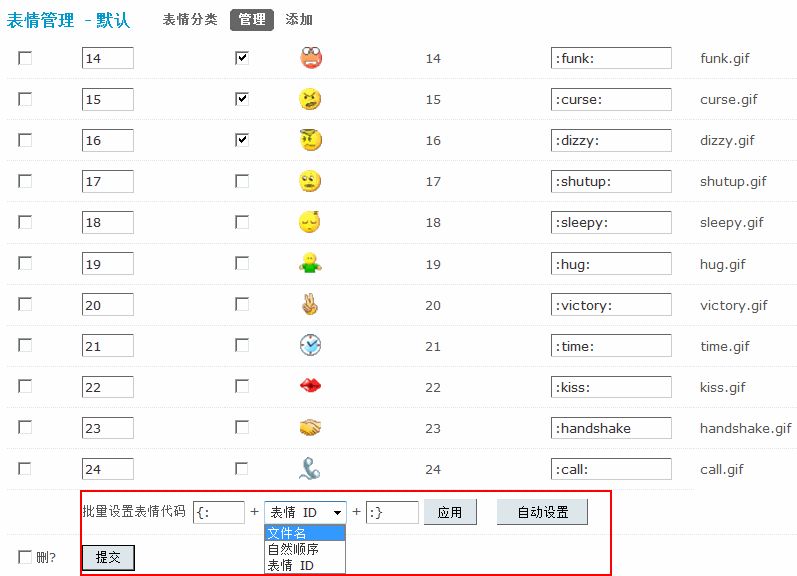 表情管理 - 默认 表情分类 管理 添加
14 14 :funk: funk.gif
15 15 :curse: curse.gif
16 16 :dizzy: dizzy.gif
17 17 :shutup: shutup.gif
18 18 :sleepy: sleepy.gif
19 19 :hug: hug.gif
20 20 :victory: victory.gif
21 21 :time: time.gif
22 22 :kiss: kiss.gif
23 23 :handshake handshake.gif
24 24 :call: call.gif
批量设置表情代码 {: + 表情 ID + :} 应用 自动设置
文件名
自然顺序
表情 ID
删? 提交